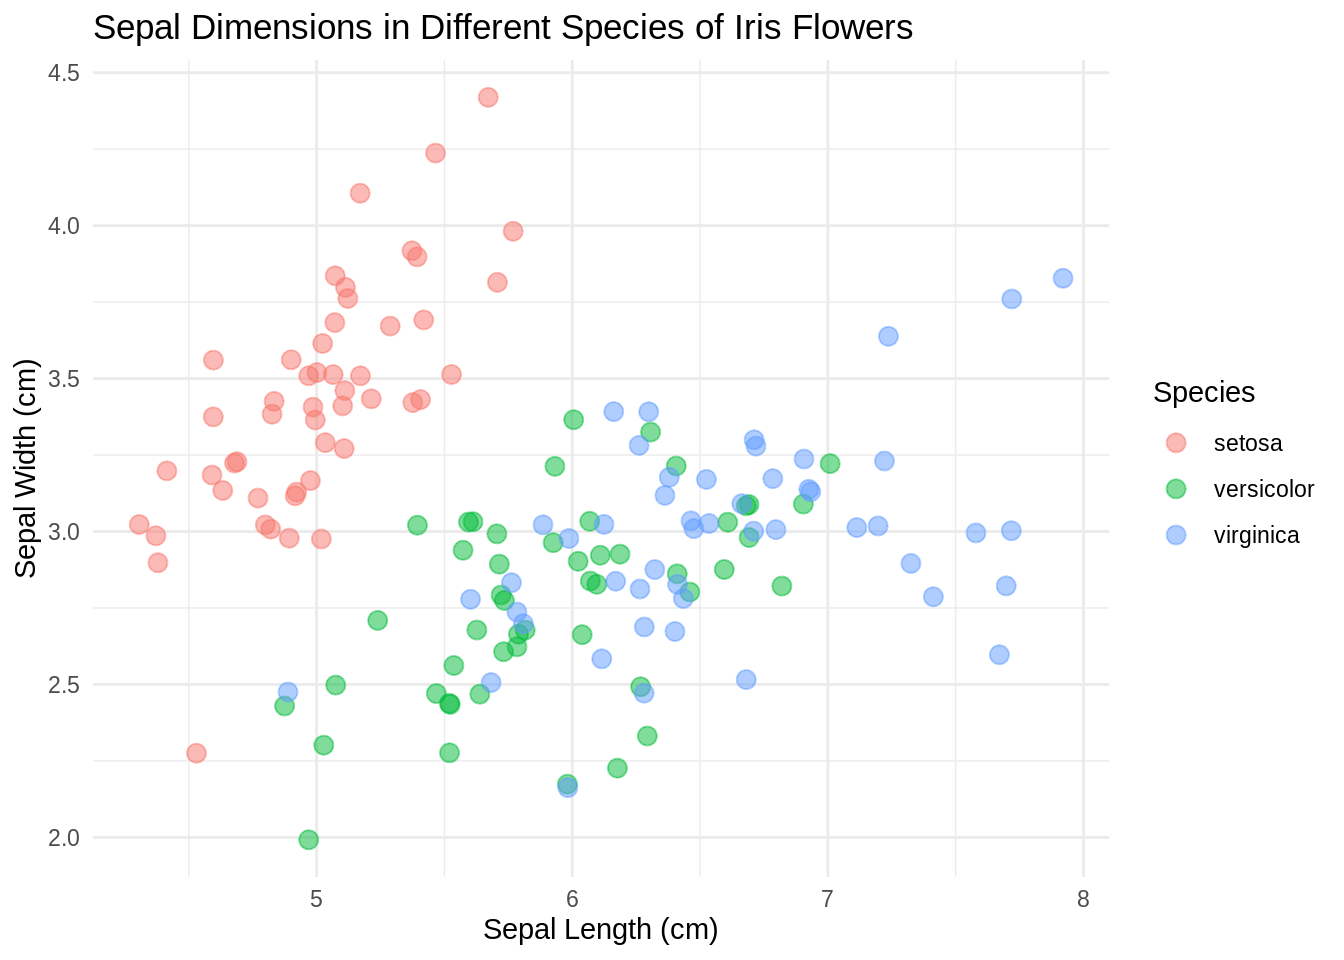 Sepal Dimensions in Different Species of Iris Flowers
4.5
4.0
3.5
3.0
2.5
2.0
Sepal Width (cm)
5 6 7 8
Sepal Length (cm)
Species
setosa
versicolor
virginica